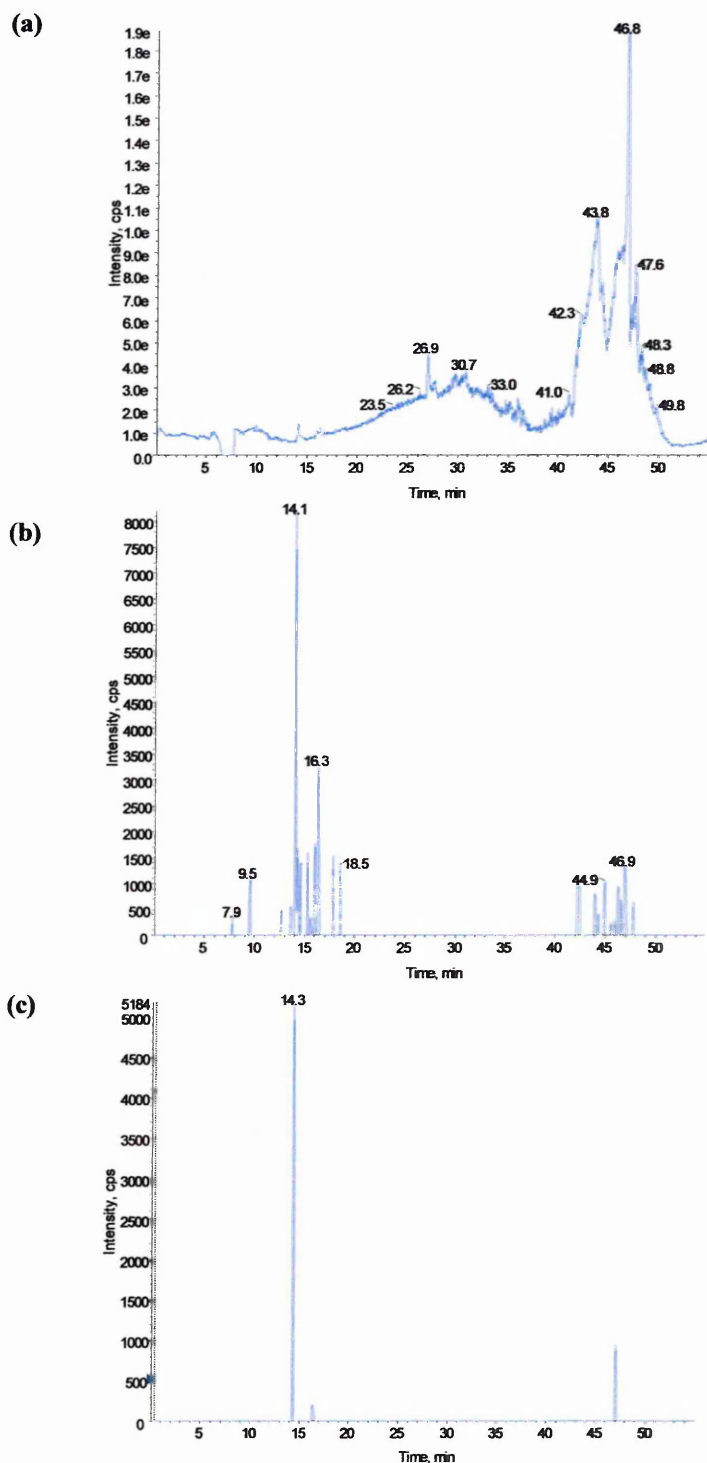 (a)
1.9e
1.8e
1.7e
1.6e
1.5e
1.4e
1.3e
1.2e
1.1e
1.0e
9.0e
8.0e
7.0e
6.0e
5.0e
4.0e
3.0e
2.0e
1.0e
0.0
Intensity, cps
46.8
43.8
47.6
42.3
48.3
48.8
49.8
41.0
26.9
30.7
26.2
33.0
23.5
5 10 15 20 25 30 35 40 45 50
Time, min
(b)
8000
7500
7000
6500
6000
5500
5000
4500
4000
3500
3000
2500
2000
1500
1000
500
0
Intensity, cps
14.1
16.3
18.5
9.5
7.9
44.9
46.9
5 10 15 20 25 30 35 40 45 50
Time, min
(c)
5184
5000
4500
4000
3500
3000
2500
2000
1500
1000
500
0
Intensity, cps
14.3
5 10 15 20 25 30 35 40 45 50
Time, min